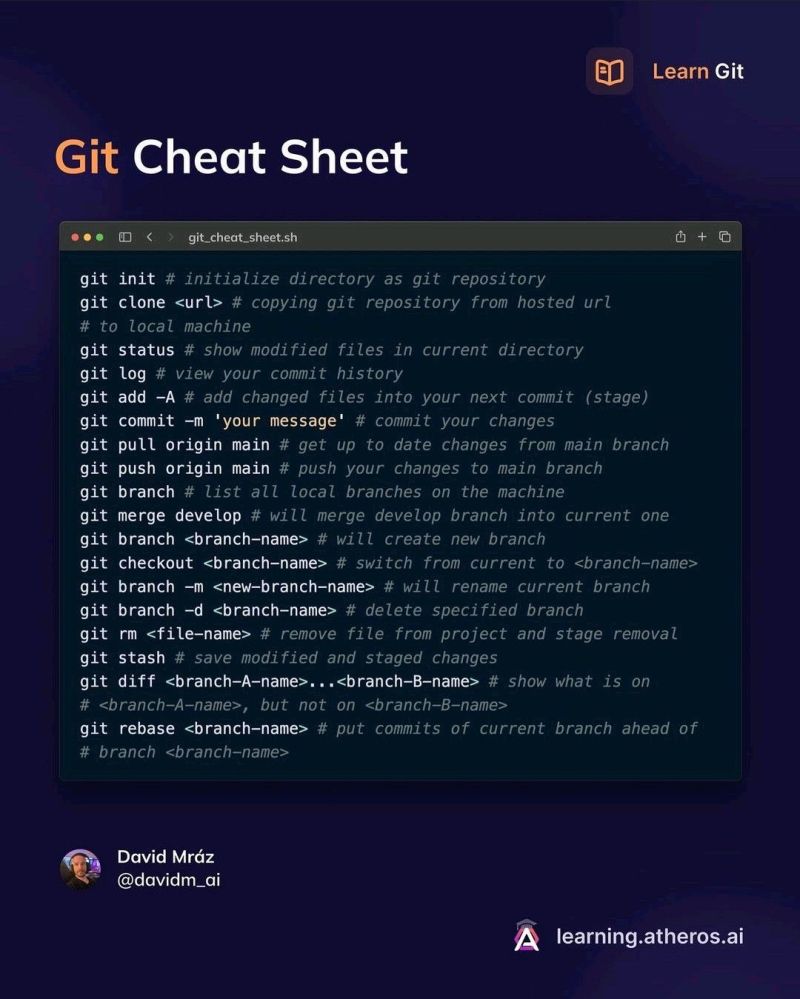 Learn Git
Git Cheat Sheet
git_cheat_sheet.sh
git init # initialize directory as git repository
git clone <url> # copying git repository from hosted url
# to local machine
git status # show modified files in current directory
git log # view your commit history
git add -A # add changed files into your next commit (stage)
git commit -m 'your message' # commit your changes
git pull origin main # get up to date changes from main branch
git push origin main # push your changes to main branch
git branch # list all local branches on the machine
git merge develop # will merge develop branch into current one
git branch <branch-name> # will create new branch
git checkout <branch-name> # switch from current to <branch-name>
git branch -m <new-branch-name> # will rename current branch
git branch -d <branch-name> # delete specified branch
git rm <file-name> # remove file from project and stage removal
git stash # save modified and staged changes
git diff <branch-A-name>...<branch-B-name> # show what is on
# <branch-A-name>, but not on <branch-B-name>
git rebase <branch-name> # put commits of current branch ahead of
# branch <branch-name>
David Mráz
@davidm_ai
learning.atheros.ai